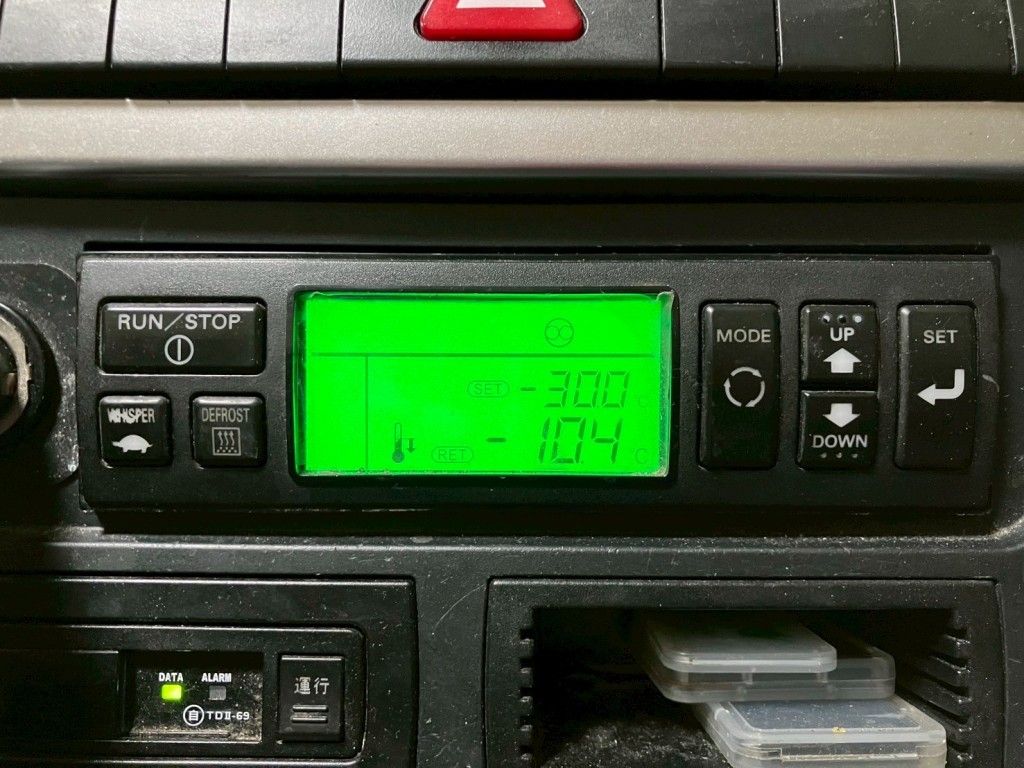 RUN/STOP
WHISPER
DEFROST
SET -30.0 °C
RET -10.4 °C
MODE
UP
DOWN
SET
DATA ALARM
自 TDII-69
運行